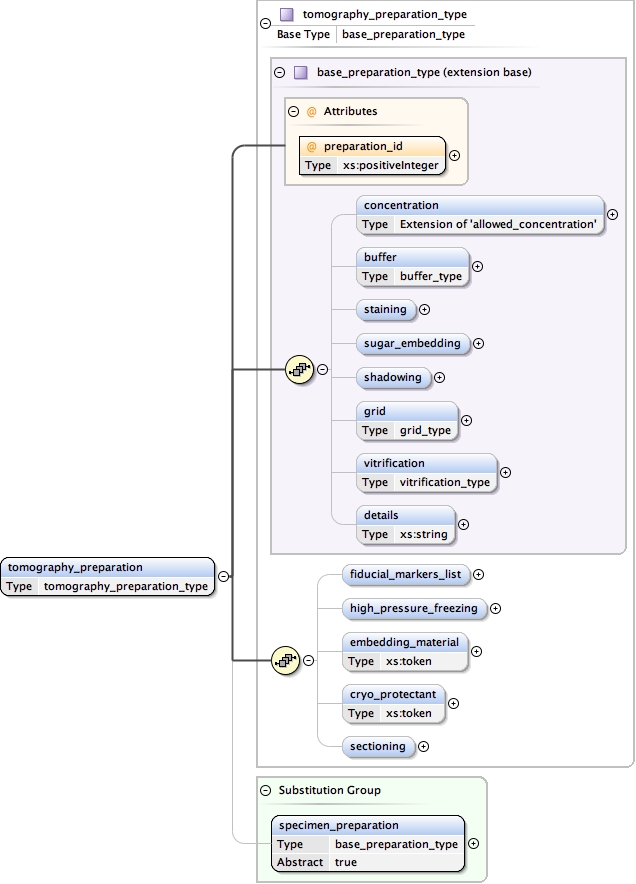 tomography_preparation_type
Base Type base_preparation_type
base_preparation_type (extension base)
@ Attributes
@ preparation_id
Type xs:positiveInteger
concentration
Type Extension of 'allowed_concentration'
buffer
Type buffer_type
staining
sugar_embedding
shadowing
grid
Type grid_type
vitrification
Type vitrification_type
details
Type xs:string
tomography_preparation
Type tomography_preparation_type
fiducial_markers_list
high_pressure_freezing
embedding_material
Type xs:token
cryo_protectant
Type xs:token
sectioning
Substitution Group
specimen_preparation
Type base_preparation_type
Abstract true